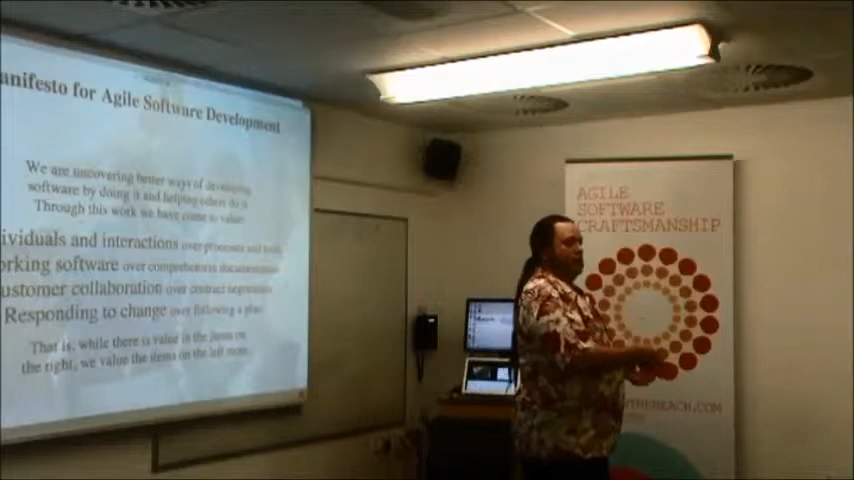 anifesto for Agile Software Development
We are uncovering better ways of developing
software by doing it and helping others do it.
Through this work we have come to value:
ividuals and interactions over processes and tools
orking software over comprehensive documentation
ustomer collaboration over contract negotiation
Responding to change over following a plan
That is, while there is value in the items on
the right, we value the items on the left more.
AGILE
SOFTWARE
CRAFTSMANSHIP
THEBEACH.COM